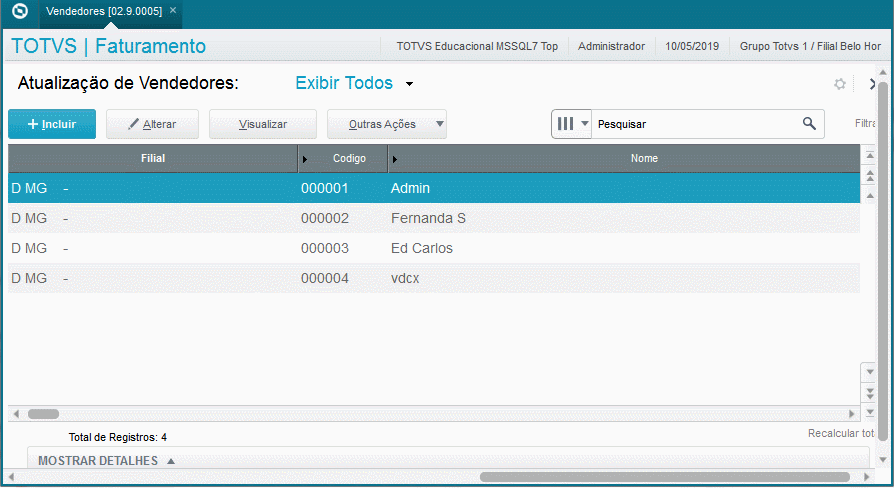 Vendedores [02.9.0005] ×
TOTVS | Faturamento
TOTVS Educacional MSSQL7 Top
Administrador
10/05/2019
Grupo Totvs 1 / Filial Belo Hor
Atualização de Vendedores:
Exibir Todos
+ Incluir
Alterar
Visualizar
Outras Ações
Pesquisar
Filtra
Filial
Codigo
Nome
D MG - 000001 Admin
D MG - 000002 Fernanda S
D MG - 000003 Ed Carlos
D MG - 000004 vdcx
Total de Registros: 4
Recalcular tot
MOSTRAR DETALHES